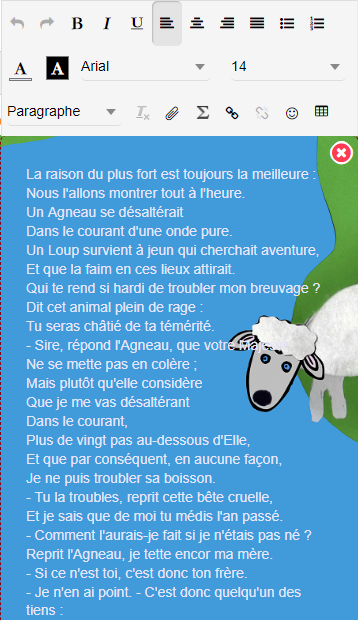 B I U
A A Arial 14
Paragraphe
La raison du plus fort est toujours la meilleure :
Nous l'allons montrer tout à l'heure.
Un Agneau se désaltérait
Dans le courant d'une onde pure.
Un Loup survient à jeun qui cherchait aventure,
Et que la faim en ces lieux attirait.
Qui te rend si hardi de troubler mon breuvage ?
Dit cet animal plein de rage :
Tu seras châtié de ta témérité.
- Sire, répond l'Agneau, que votre
Ne se mette pas en colère ;
Mais plutôt qu'elle considère
Que je me vas désaltérant
Dans le courant,
Plus de vingt pas au-dessous d'Elle,
Et que par conséquent, en aucune façon,
Je ne puis troubler sa boisson.
- Tu la troubles, reprit cette bête cruelle,
Et je sais que de moi tu médis l'an passé.
- Comment l'aurais-je fait si je n'étais pas né ?
Reprit l'Agneau, je tette encor ma mère.
- Si ce n'est toi, c'est donc ton frère.
- Je n'en ai point. - C'est donc quelqu'un des
tiens :